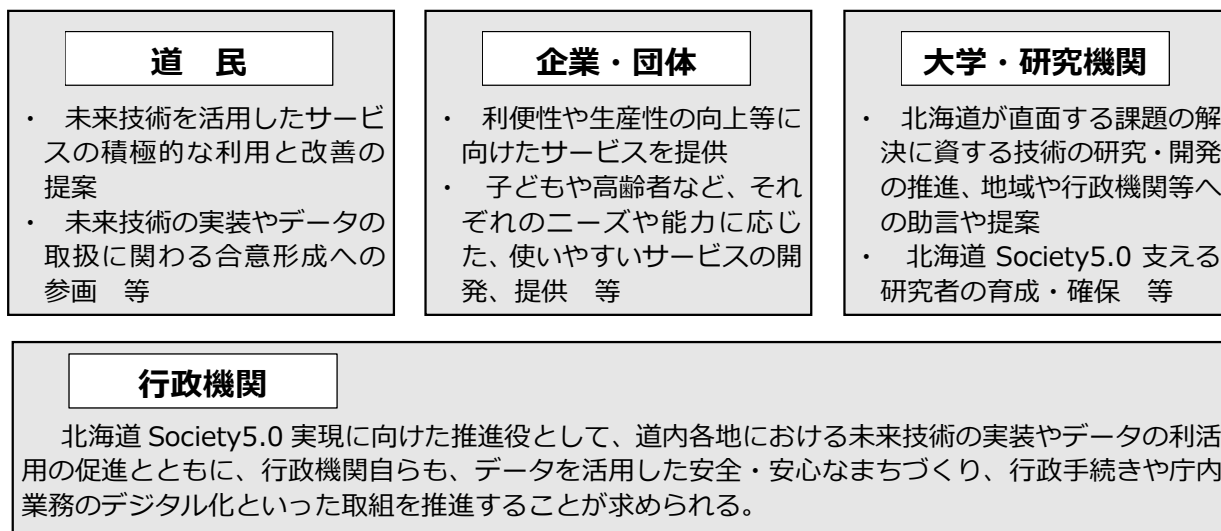 道　民
・　未来技術を活用したサービ
スの積極的な利用と改善の
提案
・　未来技術の実装やデータの
取扱に関わる合意形成への
参画　等
企業・団体
・　利便性や生産性の向上等に
向けたサービスを提供
・　子どもや高齢者など、それ
ぞれのニーズや能力に応じ
た、使いやすいサービスの開
発、提供　等
大学・研究機関
・　北海道が直面する課題の解
決に資する技術の研究・開発
の推進、地域や行政機関等へ
の助言や提案
・　北海道 Society5.0 支える
研究者の育成・確保　等
行政機関
北海道 Society5.0 実現に向けた推進役として、道内各地における未来技術の実装やデータの利活
用の促進とともに、行政機関自らも、データを活用した安全・安心なまちづくり、行政手続きや庁内
業務のデジタル化といった取組を推進することが求められる。